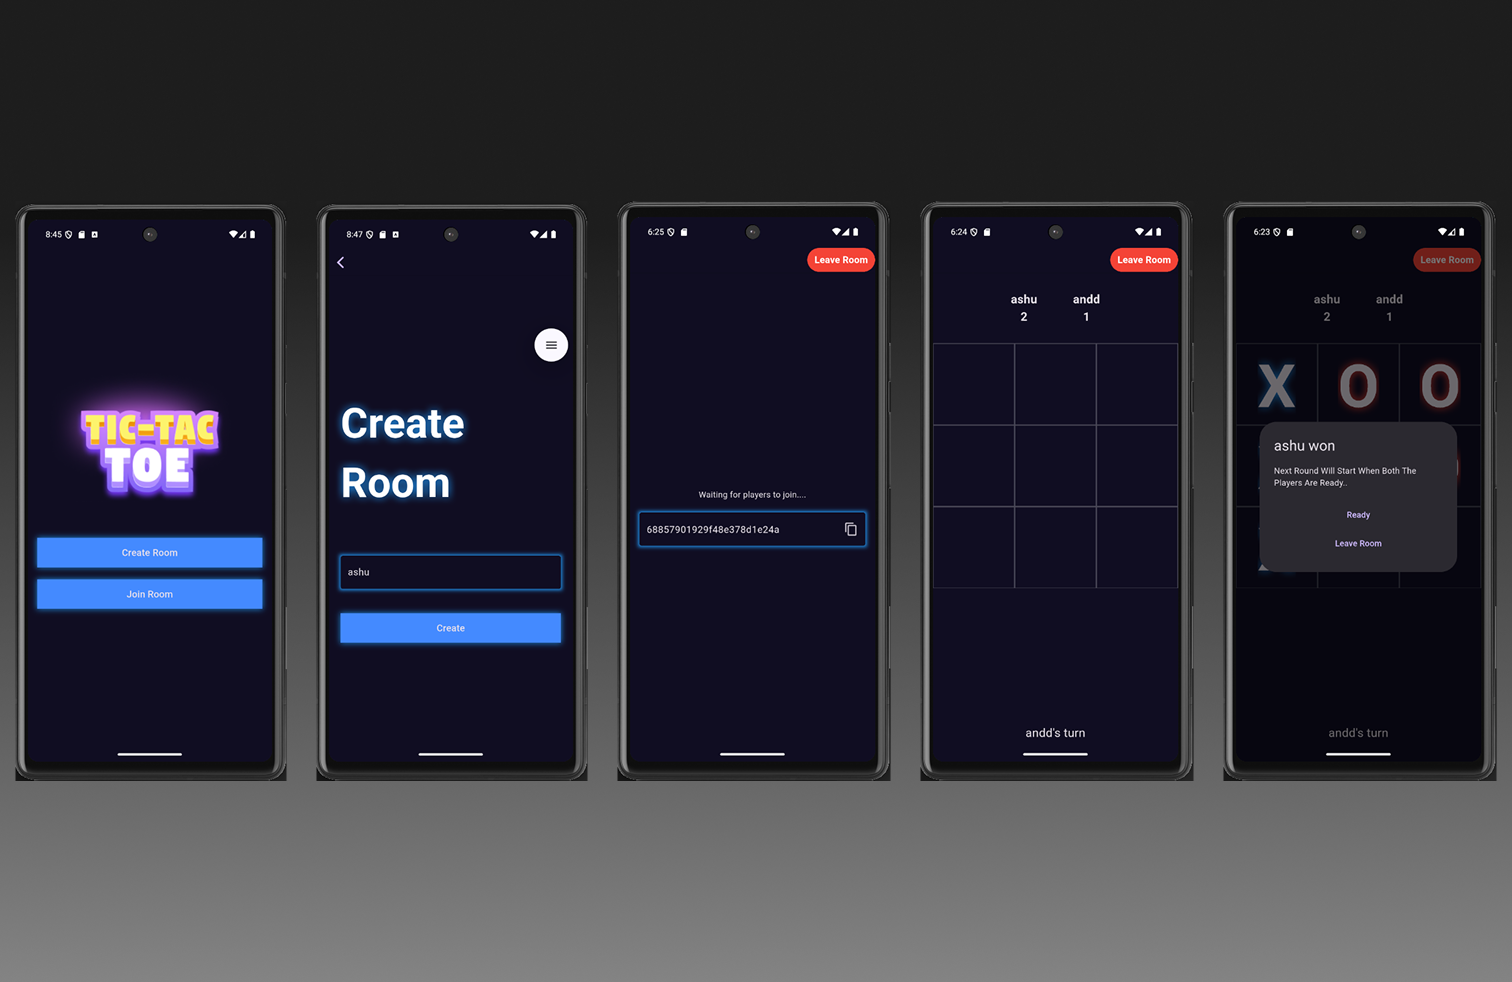 8:45
TIC-TAC
TOE
Create Room
Join Room
8:47
Create
Room
ashu
Create
6:25
Leave Room
Waiting for players to join....
68857901929f48e378d1e24a
6:24
Leave Room
ashu andd
2 1
andd's turn
6:23
Leave Room
ashu andd
2 1
X O O
ashu won
Next Round Will Start When Both The
Players Are Ready..
Ready
Leave Room
andd's turn